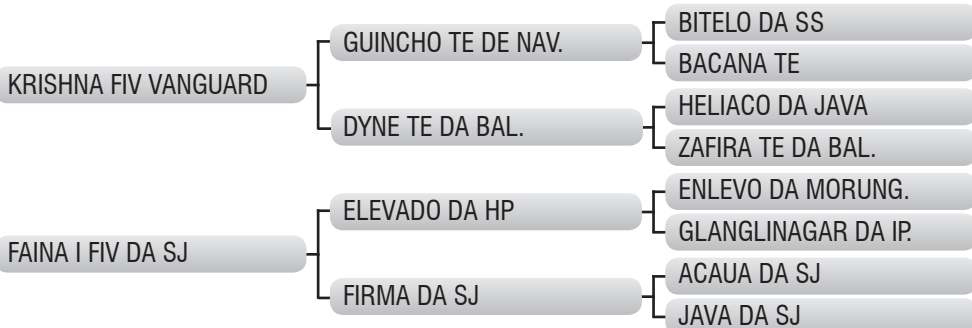 KRISHNA FIV VANGUARD
GUINCHO TE DE NAV.
BITELO DA SS
BACANA TE
DYNE TE DA BAL.
HELIACO DA JAVA
ZAFIRA TE DA BAL.
FAINA I FIV DA SJ
ELEVADO DA HP
ENLEVO DA MORUNG.
GLANGLINAGAR DA IP.
FIRMA DA SJ
ACAUA DA SJ
JAVA DA SJ